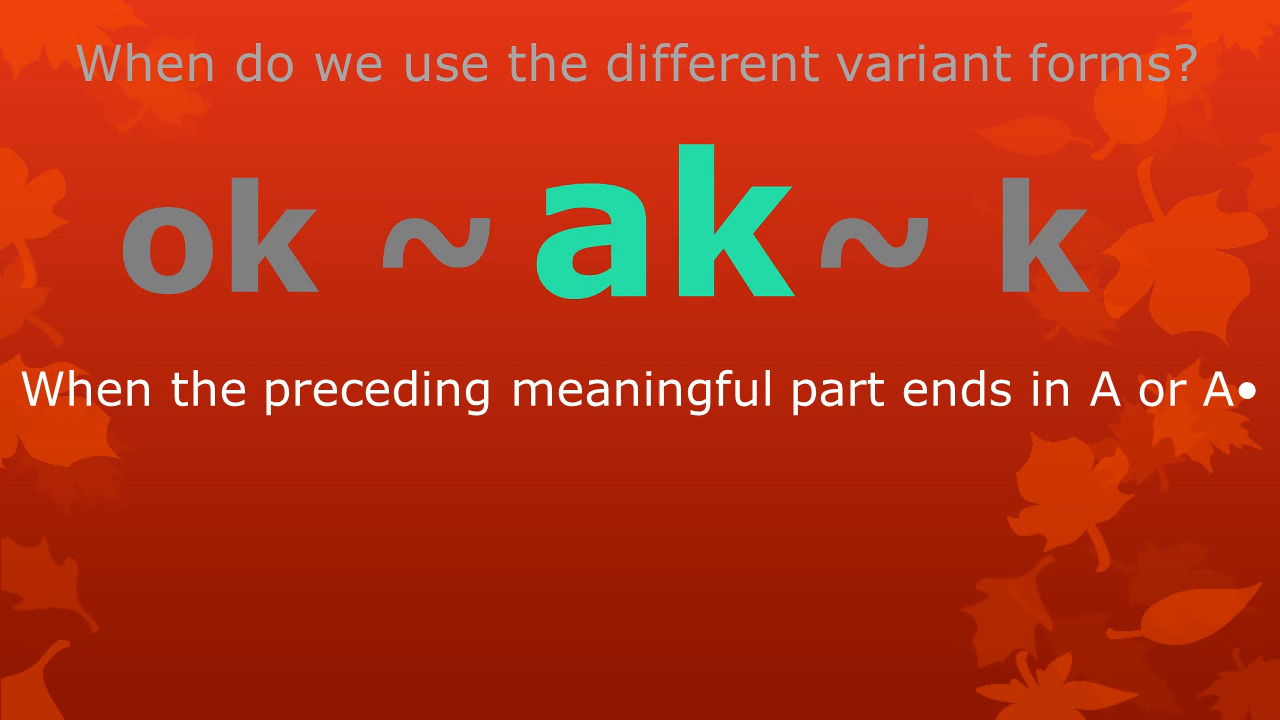 When do we use the different variant forms?
ok ~ ak ~ k
When the preceding meaningful part ends in A or A•